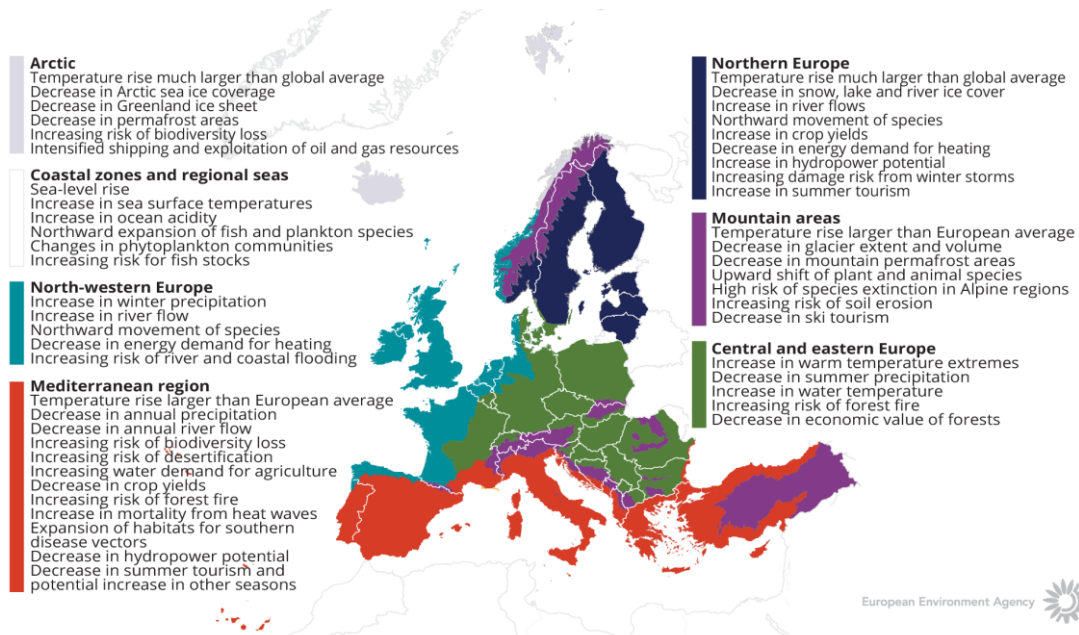 Arctic
Temperature rise much larger than global average
Decrease in Arctic sea ice coverage
Decrease in Greenland ice sheet
Decrease in permafrost areas
Increasing risk of biodiversity loss
Intensified shipping and exploitation of oil and gas resources
Coastal zones and regional seas
Sea-level rise
Increase in sea surface temperatures
Increase in ocean acidity
Northward expansion of fish and plankton species
Changes in phytoplankton communities
Increasing risk for fish stocks
North-western Europe
Increase in winter precipitation
Increase in river flow
Northward movement of species
Decrease in energy demand for heating
Increasing risk of river and coastal flooding
Mediterranean region
Temperature rise larger than European average
Decrease in annual precipitation
Decrease in annual river flow
Increasing risk of biodiversity loss
Increasing risk of desertification
Increasing water demand for agriculture
Decrease in crop yields
Increasing risk of forest fire
Increase in mortality from heat waves
Expansion of habitats for southern
disease vectors
Decrease in hydropower potential
Decrease in summer tourism and
potential increase in other seasons
Northern Europe
Temperature rise much larger than global average
Decrease in snow, lake and river ice cover
Increase in river flows
Northward movement of species
Increase in crop yields
Decrease in energy demand for heating
Increase in hydropower potential
Increasing damage risk from winter storms
Increase in summer tourism
Mountain areas
Temperature rise larger than European average
Decrease in glacier extent and volume
Decrease in mountain permafrost areas
Upward shift of plant and animal species
High risk of species extinction in Alpine regions
Increasing risk of soil erosion
Decrease in ski tourism
Central and eastern Europe
Increase in warm temperature extremes
Decrease in summer precipitation
Increase in water temperature
Increasing risk of forest fire
Decrease in economic value of forests
European Environment Agency